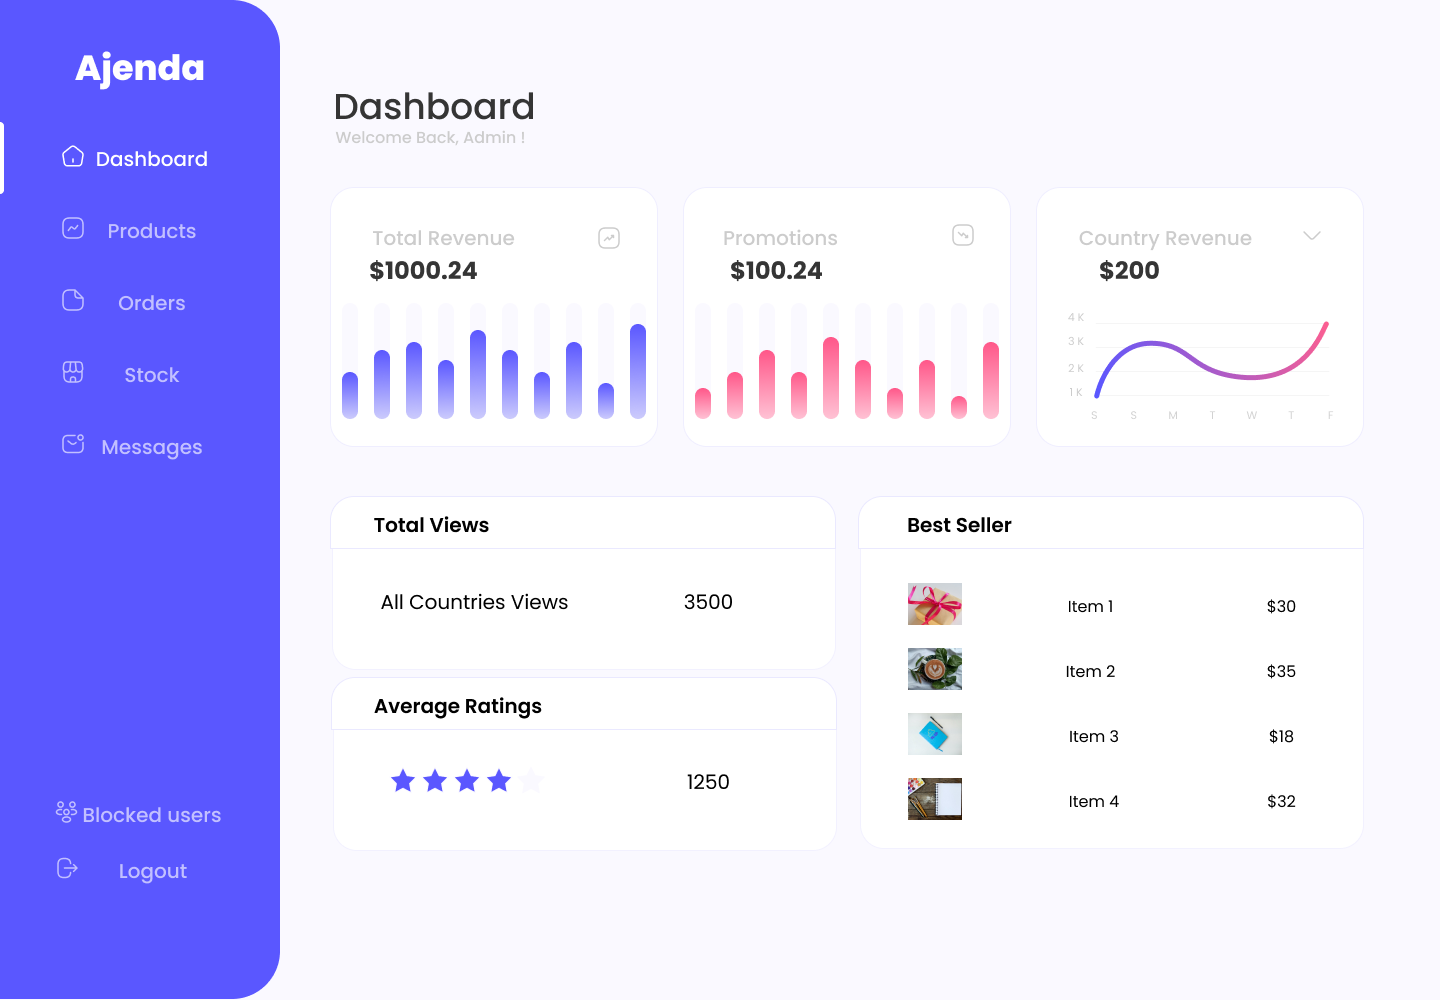 Ajenda
Dashboard
Products
Orders
Stock
Messages
Blocked users
Logout
Dashboard
Welcome Back, Admin !
Total Revenue
$1000.24
Promotions
$100.24
Country Revenue
$200
4 K
3 K
2 K
1 K
S S M T W T F
Total Views
All Countries Views 3500
Average Ratings
1250
Best Seller
Item 1 $30
Item 2 $35
Item 3 $18
Item 4 $32